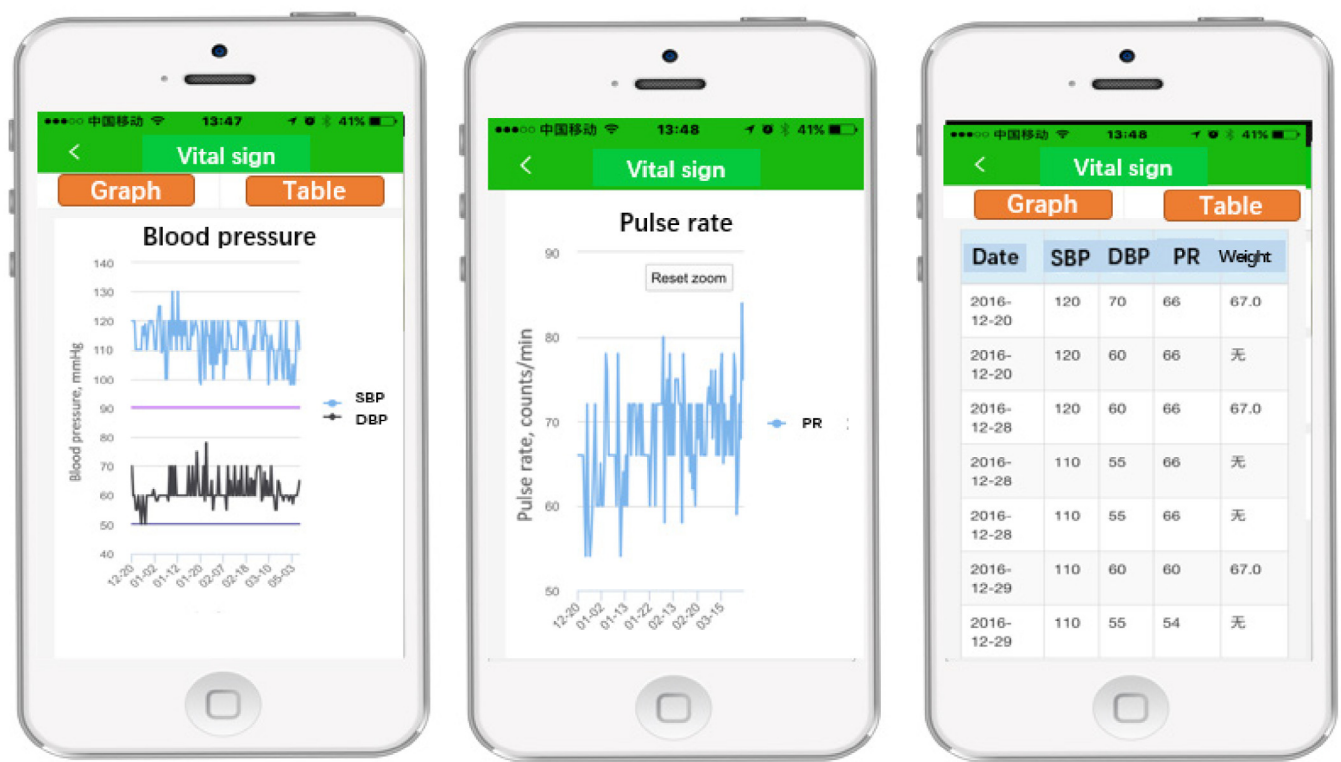 中国移动 13:47 41%
Vital sign
Graph Table
Blood pressure
140
130
120
110
100
90
80
70
60
50
40
Blood pressure, mmHg
12-20 01-02 01-12 01-20 02-07 02-18 03-10 05-03
SBP
DBP
中国移动 13:48 41%
Vital sign
Pulse rate
Reset zoom
90
80
70
60
50
Pulse rate, counts/min
12-20 01-02 01-13 01-22 02-13 02-20 03-15
PR
中国移动 13:48 41%
Vital sign
Graph Table
Date SBP DBP PR Weight
2016-12-20 120 70 66 67.0
2016-12-20 120 60 66 无
2016-12-28 120 60 66 67.0
2016-12-28 110 55 66 无
2016-12-28 110 55 66 无
2016-12-29 110 60 60 67.0
2016-12-29 110 55 54 无